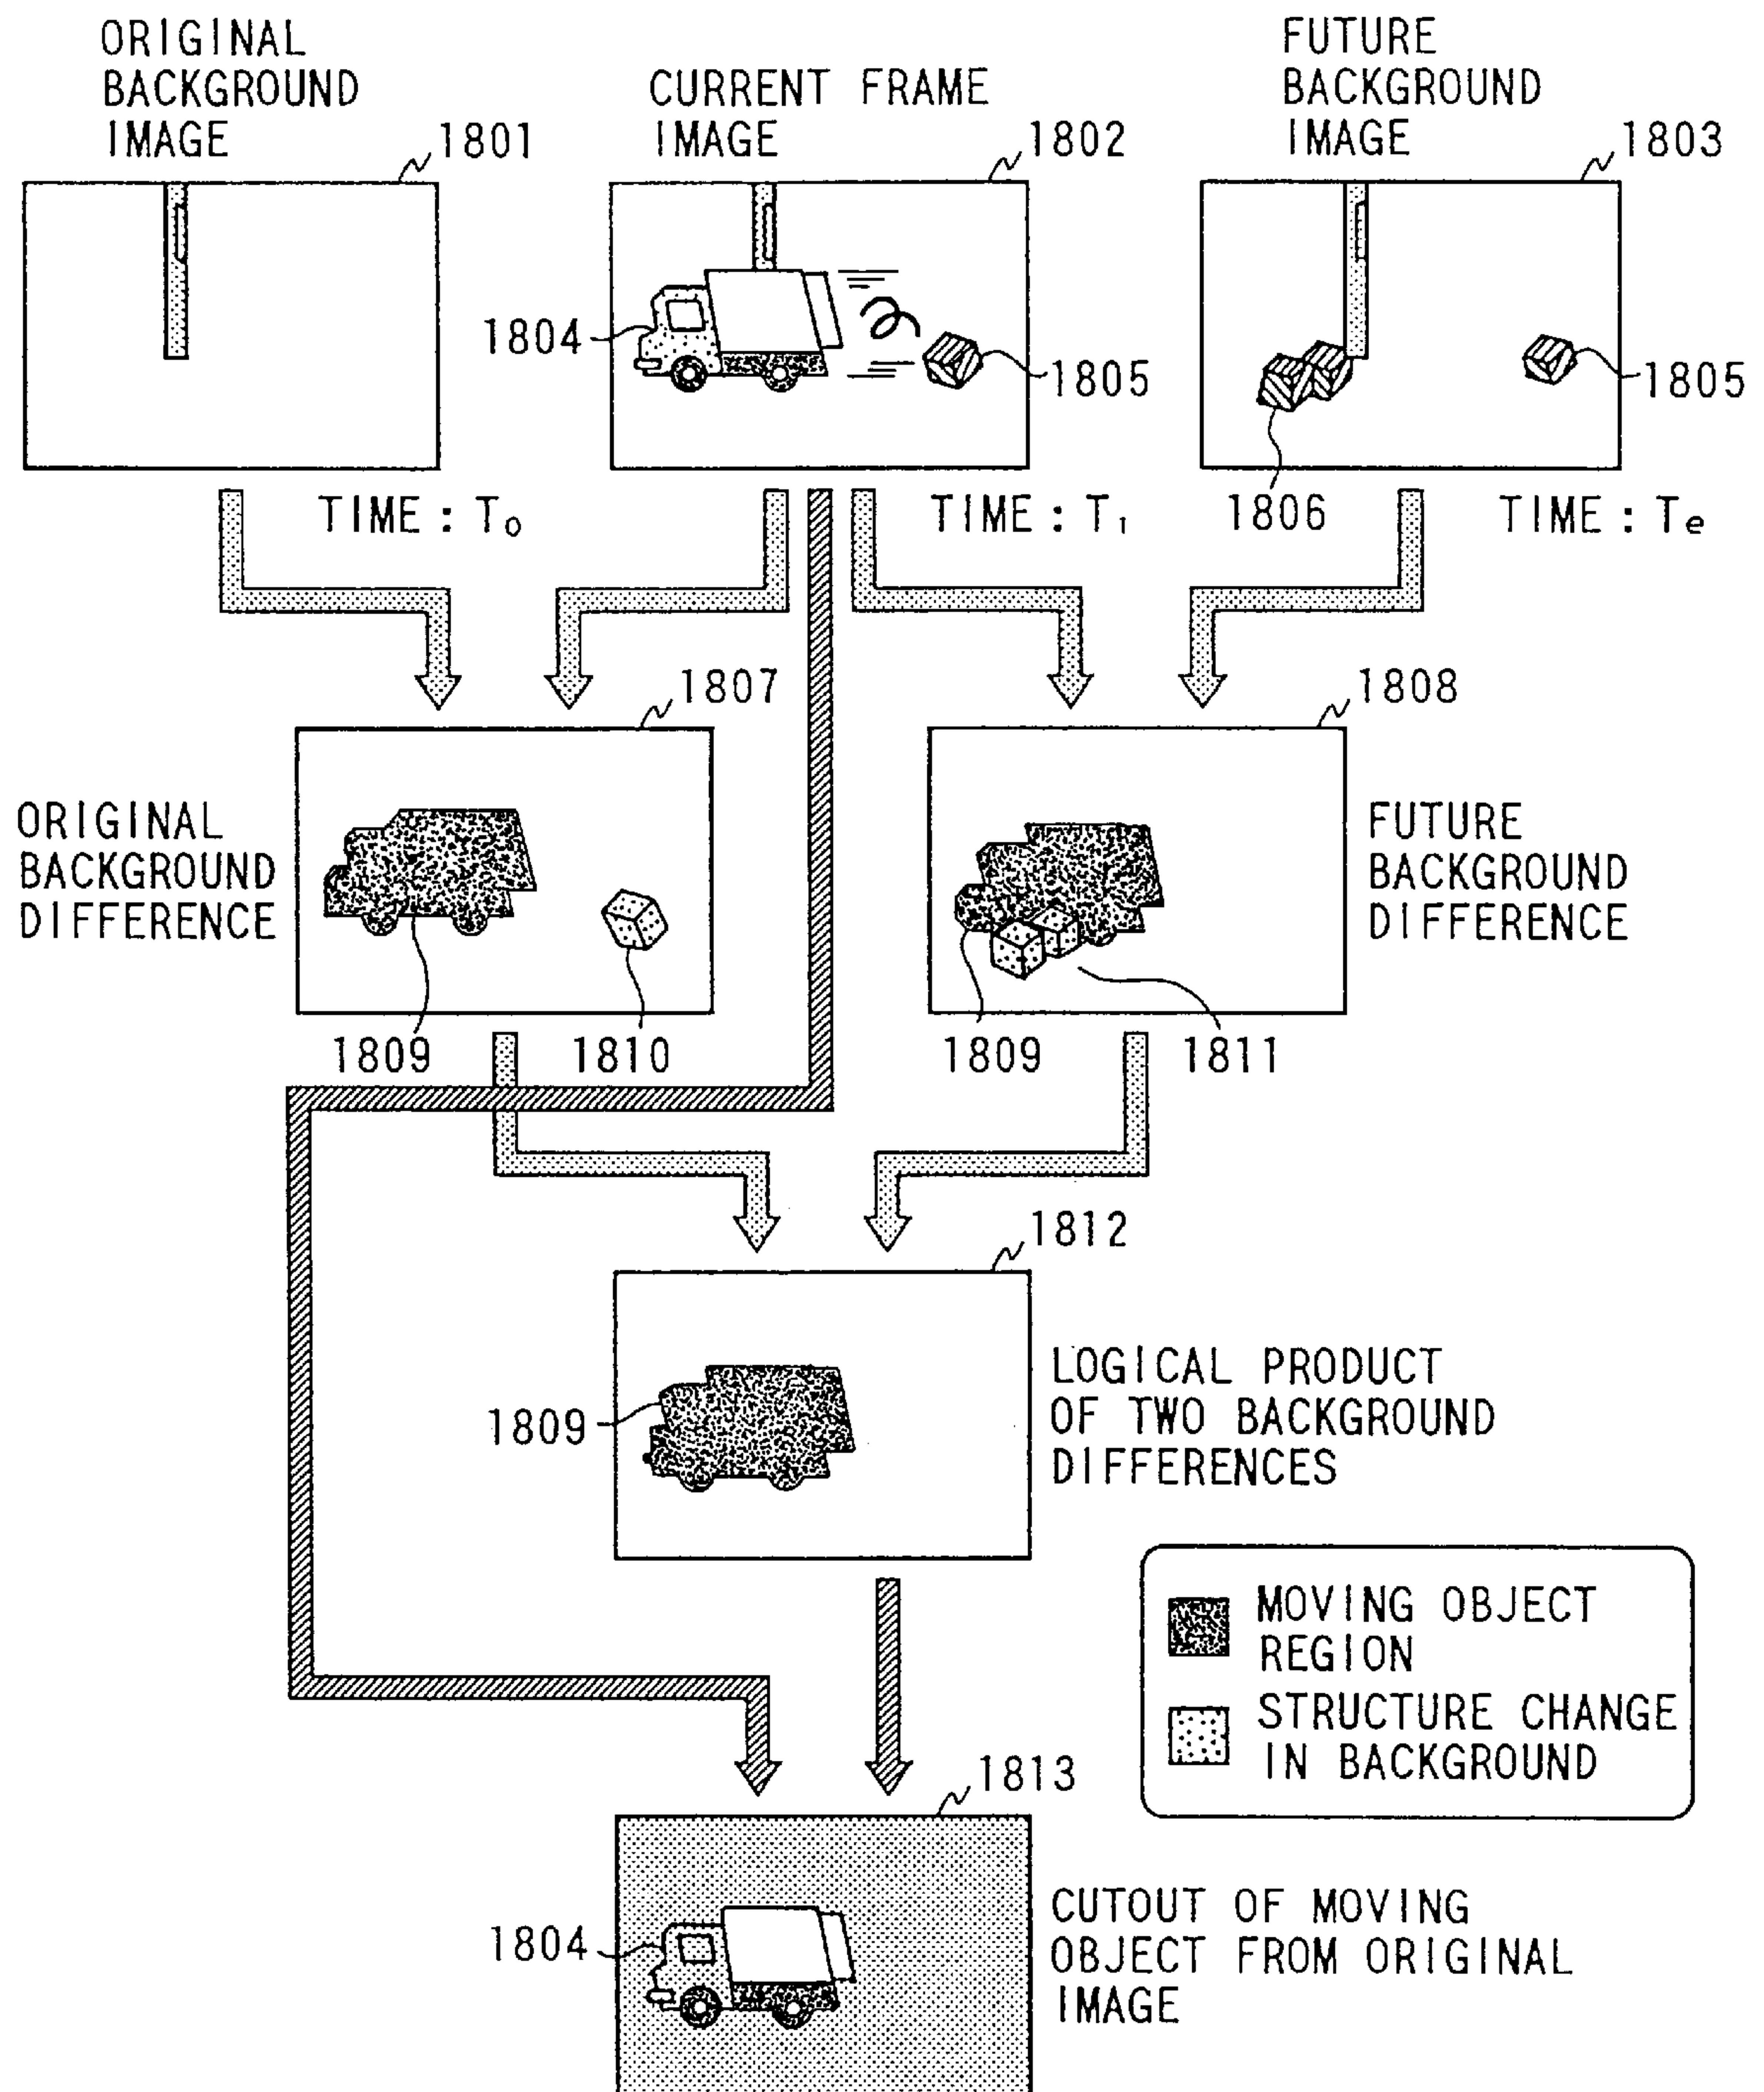 ORIGINAL
BACKGROUND
IMAGE
1801
CURRENT FRAME
IMAGE
1802
FUTURE
BACKGROUND
IMAGE
1803
1804
1805
1805
1806
TIME : T₀
TIME : T₁
TIME : Tₑ
1807
1808
ORIGINAL
BACKGROUND
DIFFERENCE
FUTURE
BACKGROUND
DIFFERENCE
1809
1810
1809
1811
1812
1809
LOGICAL PRODUCT
OF TWO BACKGROUND
DIFFERENCES
MOVING OBJECT
REGION
STRUCTURE CHANGE
IN BACKGROUND
1813
1804
CUTOUT OF MOVING
OBJECT FROM ORIGINAL
IMAGE